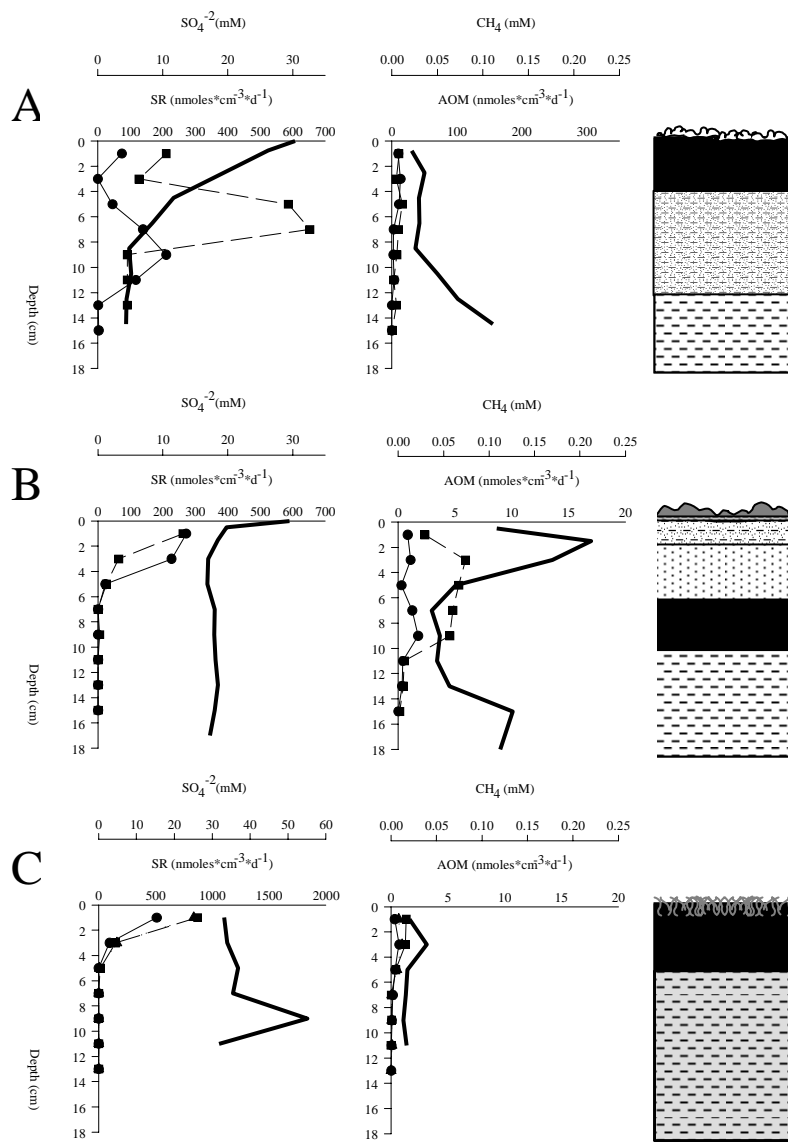 SO4-2(mM) CH4 (mM)
0 10 20 30 0.00 0.05 0.10 0.15 0.20 0.25
SR (nmoles*cm-3*d-1) AOM (nmoles*cm-3*d-1)
A
0 100 200 300 400 500 600 700 0 100 200 300
0 0
2 2
4 4
6 6
8 8
10 10
12 12
14 14
16 16
18 18
Depth (cm)
SO4-2(mM) CH4 (mM)
0 10 20 30 0.00 0.05 0.10 0.15 0.20 0.25
SR (nmoles*cm-3*d-1) AOM (nmoles*cm-3*d-1)
B
0 100 200 300 400 500 600 700 0 5 10 15 20
0 0
2 2
4 4
6 6
8 8
10 10
12 12
14 14
16 16
18 18
Depth (cm)
SO4-2(mM) CH4 (mM)
0 10 20 30 40 50 60 0.00 0.05 0.10 0.15 0.20 0.25
SR (nmoles*cm-3*d-1) AOM (nmoles*cm-3*d-1)
C
0 500 1000 1500 2000 0 5 10 15 20
0 0
2 2
4 4
6 6
8 8
10 10
12 12
14 14
16 16
18 18
Depth (cm)